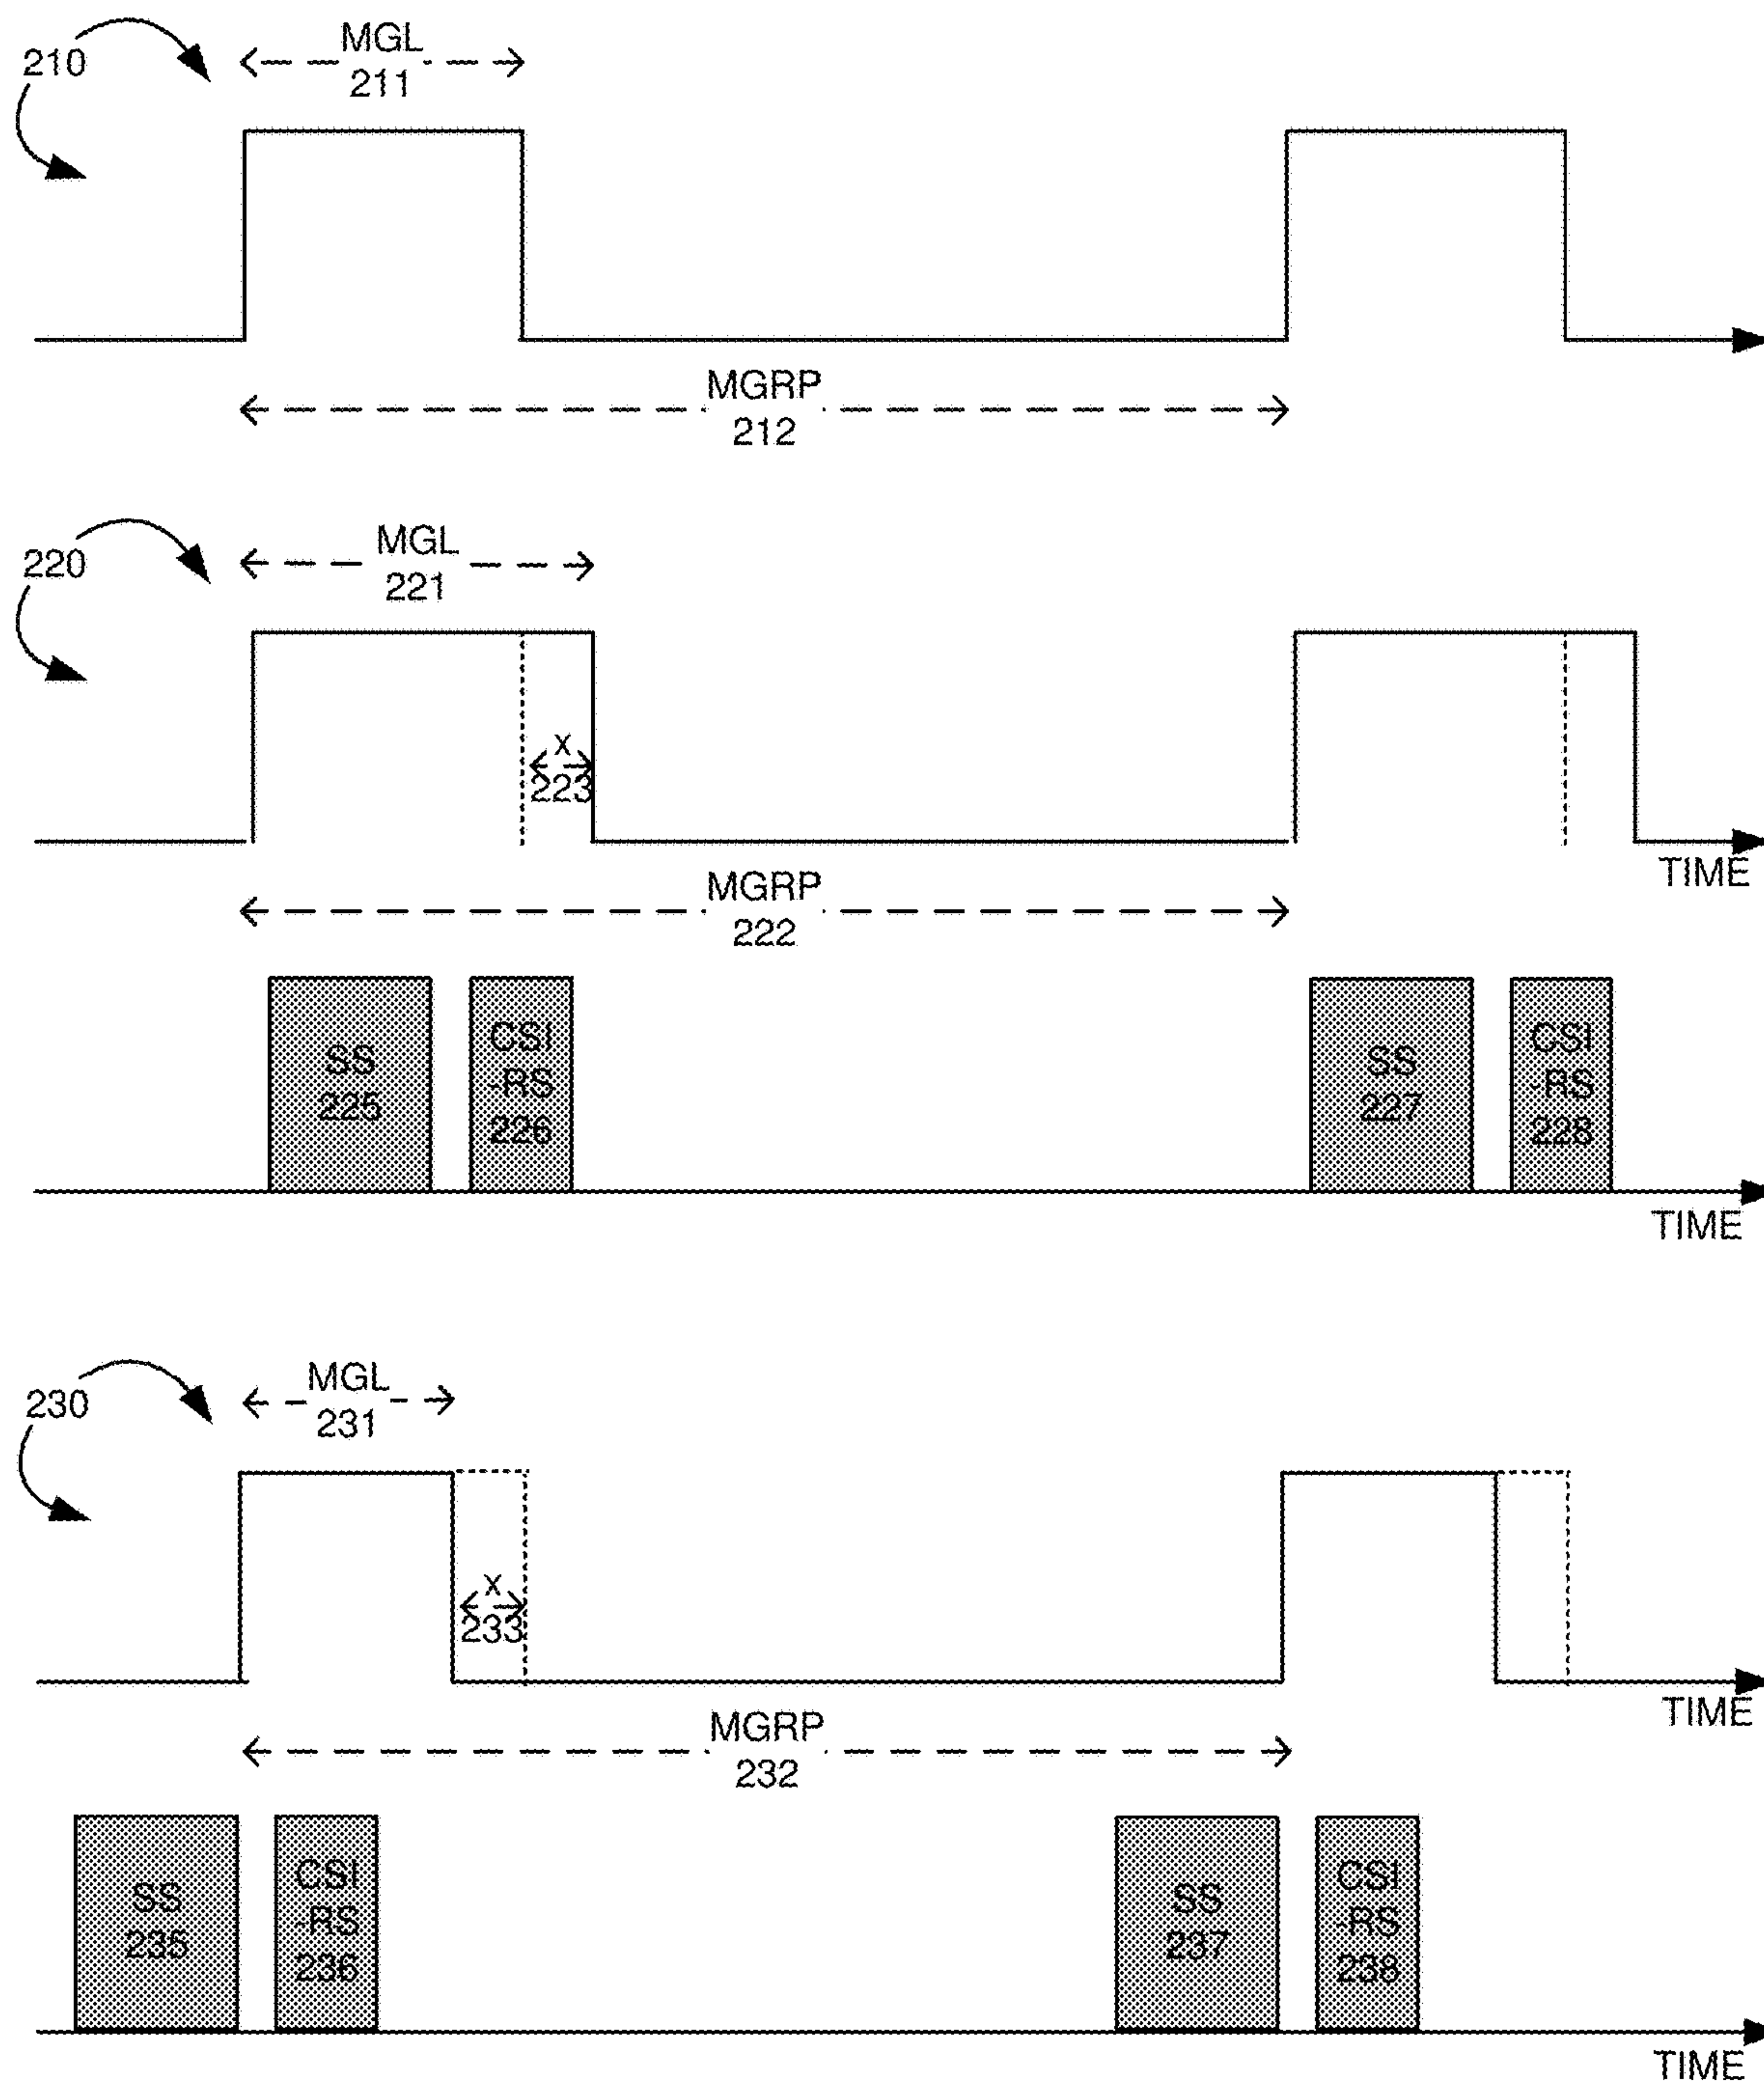 210
MGL
211
MGRP
212
220
MGL
221
X
223
TIME
MGRP
222
SS
225
CSI
-RS
226
SS
227
CSI
-RS
228
TIME
230
MGL
231
X
233
TIME
MGRP
232
SS
235
CSI
-RS
236
SS
237
CSI
-RS
238
TIME